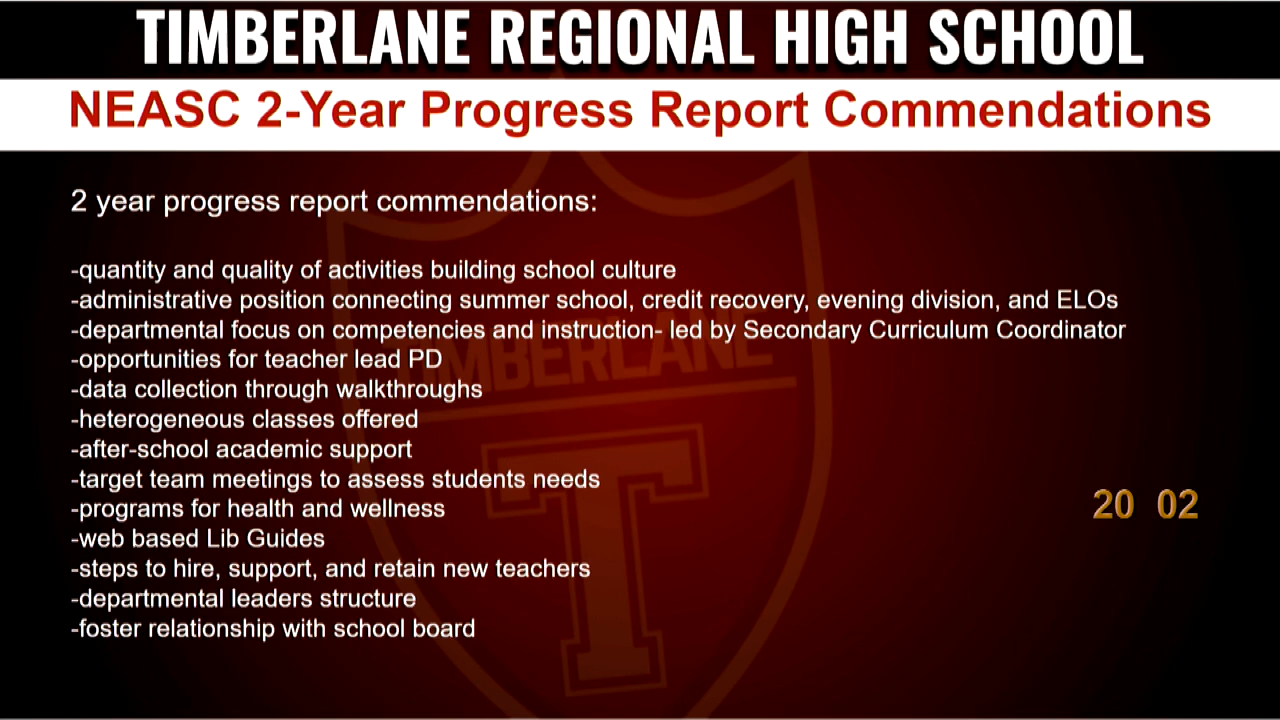 TIMBERLANE REGIONAL HIGH SCHOOL
NEASC 2-Year Progress Report Commendations
2 year progress report commendations:
-quantity and quality of activities building school culture
-administrative position connecting summer school, credit recovery, evening division, and ELOs
-departmental focus on competencies and instruction- led by Secondary Curriculum Coordinator
-opportunities for teacher lead PD
-data collection through walkthroughs
-heterogeneous classes offered
-after-school academic support
-target team meetings to assess students needs
-programs for health and wellness
-web based Lib Guides
-steps to hire, support, and retain new teachers
-departmental leaders structure
-foster relationship with school board
TIMBERLANE
T
20 02